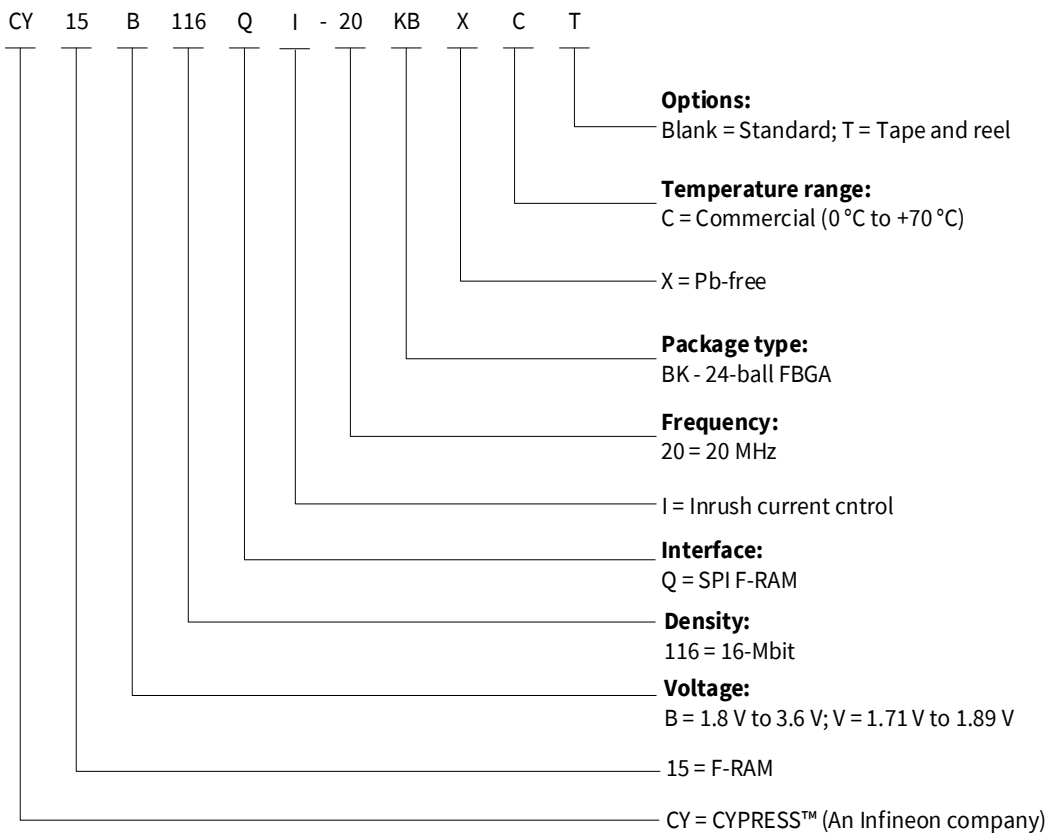 CY 15 B 116 Q I - 20 KB X C T
Options:
Blank = Standard; T = Tape and reel
Temperature range:
C = Commercial (0 °C to +70 °C)
X = Pb-free
Package type:
BK - 24-ball FBGA
Frequency:
20 = 20 MHz
I = Inrush current cntrol
Interface:
Q = SPI F-RAM
Density:
116 = 16-Mbit
Voltage:
B = 1.8 V to 3.6 V; V = 1.71 V to 1.89 V
15 = F-RAM
CY = CYPRESS™ (An Infineon company)